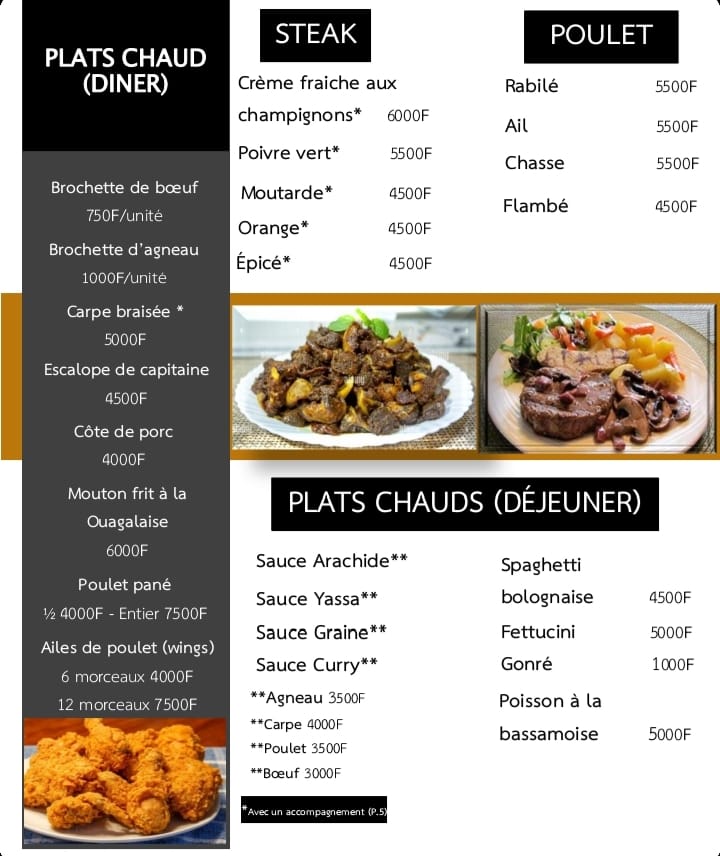 PLATS CHAUD
(DINER)
Brochette de bœuf
750F/unité
Brochette d'agneau
1000F/unité
Carpe braisée *
5000F
Escalope de capitaine
4500F
Côte de porc
4000F
Mouton frit à la
Ouagalaise
6000F
Poulet pané
½ 4000F - Entier 7500F
Ailes de poulet (wings)
6 morceaux 4000F
12 morceaux 7500F
STEAK
Crème fraiche aux
champignons* 6000F
Poivre vert* 5500F
Moutarde* 4500F
Orange* 4500F
Épicé* 4500F
POULET
Rabilé 5500F
Ail 5500F
Chasse 5500F
Flambé 4500F
PLATS CHAUDS (DÉJEUNER)
Sauce Arachide**
Sauce Yassa**
Sauce Graine**
Sauce Curry**
**Agneau 3500F
**Carpe 4000F
**Poulet 3500F
**Bœuf 3000F
*Avec un accompagnement (P.5)
Spaghetti
bolognaise 4500F
Fettucini 5000F
Gonré 1000F
Poisson à la
bassamoise 5000F